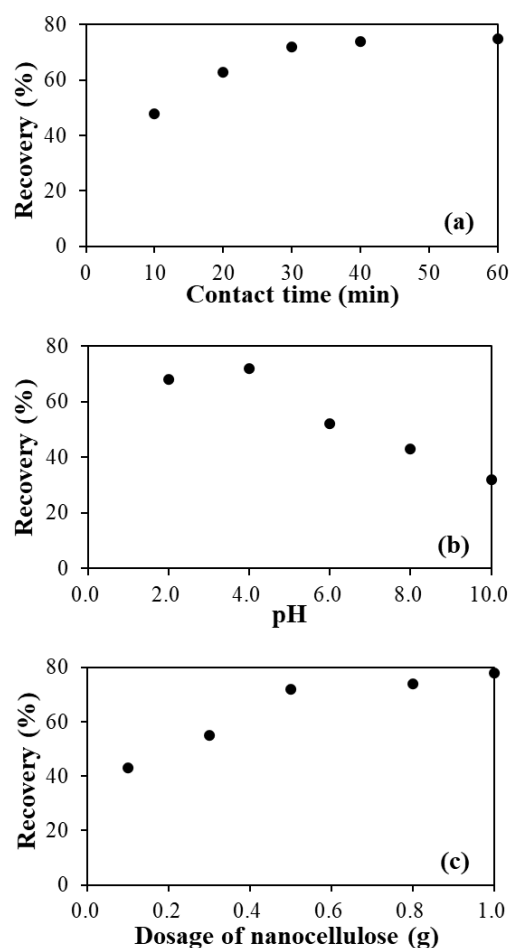 80
60
40
20
0
Recovery (%)
(a)
0 10 20 30 40 50 60
Contact time (min)
80
60
40
20
0
Recovery (%)
(b)
0.0 2.0 4.0 6.0 8.0 10.0
pH
80
60
40
20
0
Recovery (%)
(c)
0.0 0.2 0.4 0.6 0.8 1.0
Dosage of nanocellulose (g)